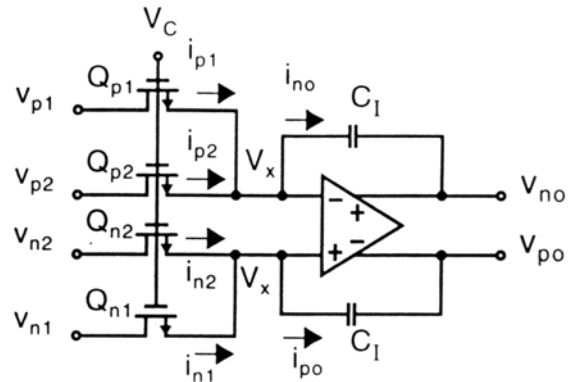 V_C
i_p1
Q_p1
i_no
C_I
v_p1
Q_p2
i_p2
V_x
v_p2
− +
v_no
Q_n2
v_n2
+ −
v_po
i_n2
V_x
Q_n1
C_I
v_n1
i_n1
i_po